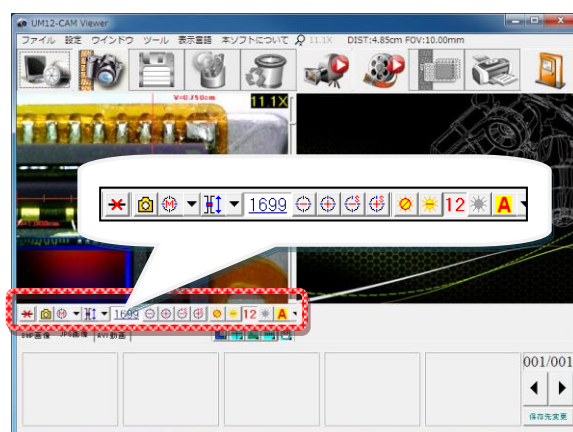 UM12-CAM Viewer
ファイル 設定 ウインドウ ツール 表示言語 本ソフトについて 11.1X DIST:4.85cm FOV:10.00mm
V=0.750cm 11.1X
1699 12 A
1699 12 A
BMP画像 JPG画像 AVI動画
001/001
保存先変更